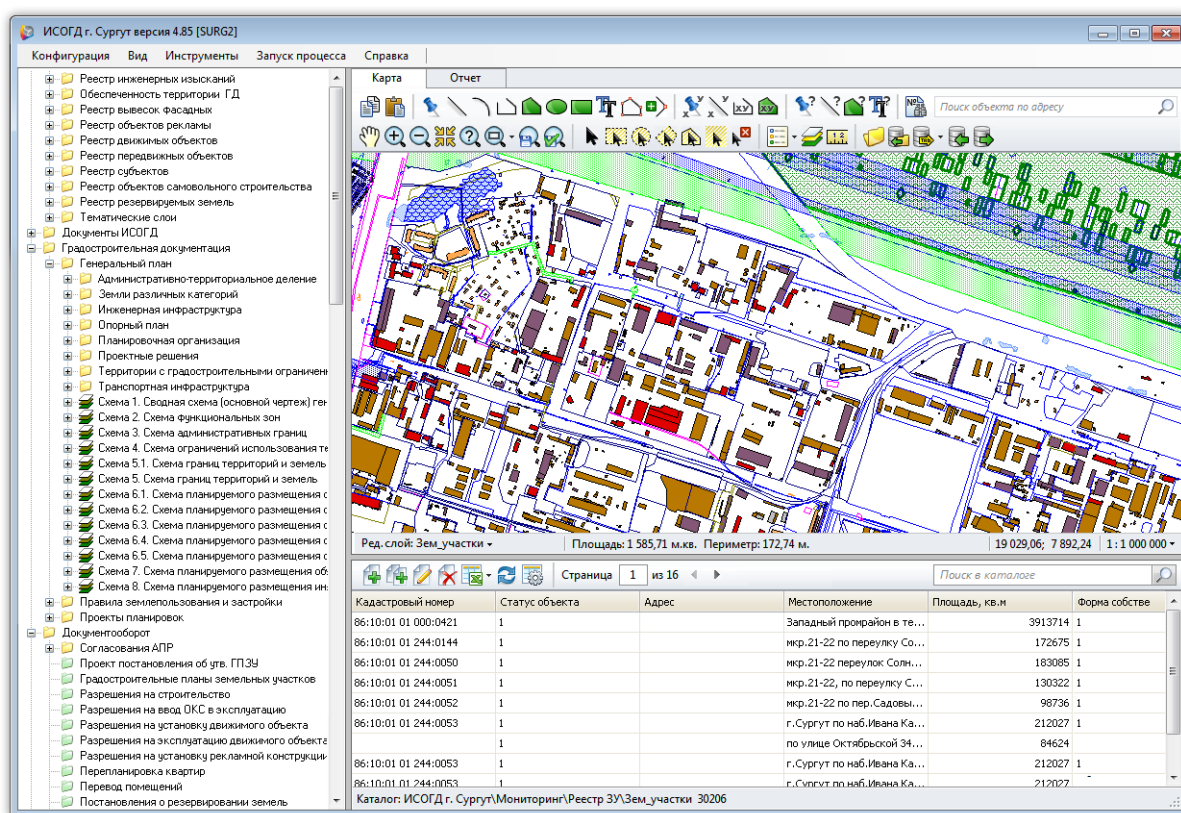 ИСОГД г. Сургут версия 4.85 [SURG2]
Конфигурация Вид Инструменты Запуск процесса Справка
Реестр инженерных изысканий
Обеспеченность территории ГД
Реестр вывесок фасадных
Реестр объектов рекламы
Реестр движимых объектов
Реестр передвижных объектов
Реестр субъектов
Реестр объектов самовольного строительства
Реестр резервируемых земель
Тематические слои
Документы ИСОГД
Градостроительная документация
Генеральный план
Административно-территориальное деление
Земли различных категорий
Инженерная инфраструктура
Опорный план
Планировочная организация
Проектные решения
Территории с градостроительными ограничен
Транспортная инфраструктура
Схема 1. Сводная схема (основной чертеж) ген
Схема 2. Схема функциональных зон
Схема 3. Схема административных границ
Схема 4. Схема ограничений использования те
Схема 5.1. Схема границ территорий и земель
Схема 5. Схема границ территорий и земель
Схема 6.1. Схема планируемого размещения о
Схема 6.2. Схема планируемого размещения о
Схема 6.3. Схема планируемого размещения о
Схема 6.4. Схема планируемого размещения о
Схема 6.5. Схема планируемого размещения о
Схема 7. Схема планируемого размещения об
Схема 8. Схема планируемого размещения ин
Правила землепользования и застройки
Проекты планировок
Документооборот
Согласования АПР
Проект постановления об утв. ГПЗУ
Градостроительные планы земельных участков
Разрешения на строительство
Разрешения на ввод ОКС в эксплуатацию
Разрешения на установку движимого объекта
Разрешения на эксплуатацию движимого объекта
Разрешения на установку рекламной конструкции
Перепланировка квартир
Перевод помещений
Постановления о резервировании земель
Карта Отчет
Поиск объекта по адресу
Ред. слой: Зем_участки Площадь: 1 585,71 м.кв. Периметр: 172,74 м. 19 029,06; 7 892,24 1 : 1 000 000
Страница 1 из 16 Поиск в каталоге
Кадастровый номер Статус объекта Адрес Местоположение Площадь, кв.м Форма собстве
86:10:01 01 000:0421 1 Западный промрайон в те... 3913714 1
86:10:01 01 244:0144 1 мкр.21-22 по переулку Со... 172675 1
86:10:01 01 244:0050 1 мкр.21-22 переулок Солн... 183085 1
86:10:01 01 244:0051 1 мкр.21-22, по переулку С... 130322 1
86:10:01 01 244:0052 1 мкр.21-22 по пер.Садовы... 98736 1
86:10:01 01 244:0053 1 г.Сургут по наб.Ивана Ка... 212027 1
1 по улице Октябрьской 34... 84624
86:10:01 01 244:0053 1 г.Сургут по наб.Ивана Ка... 212027 1
86:10:01 01 244:0053 1 г.Сургут по наб.Ивана Ка... 212027
Каталог: ИСОГД г. Сургут\Мониторинг\Реестр ЗУ\Зем_участки 30206